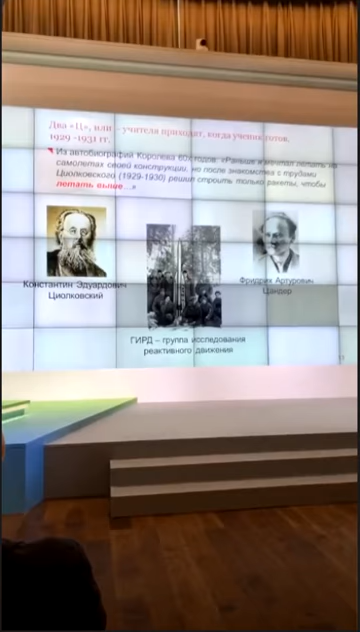 Два «Ц», или – учителя приходят, когда ученик готов.
1929 -1931 гг.
Из автобиографии Королева 60х годов: «Раньше я мечтал летать на
самолетах своей конструкции, но после знакомства с трудами
Циолковского (1929-1930) решил строить только ракеты, чтобы
летать выше...»
Константин Эдуардович
Циолковский
Фридрих Артурович
Цандер
ГИРД – группа исследования
реактивного движения